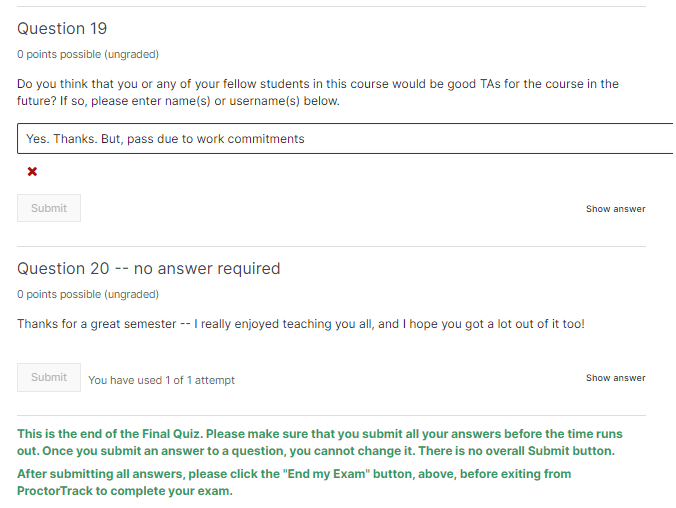 Question 19
0 points possible (ungraded)
Do you think that you or any of your fellow students in this course would be good TAs for the course in the
future? If so, please enter name(s) or username(s) below.
Yes. Thanks. But, pass due to work commitments
Submit
Show answer
Question 20 -- no answer required
0 points possible (ungraded)
Thanks for a great semester -- I really enjoyed teaching you all, and I hope you got a lot out of it too!
Submit
You have used 1 of 1 attempt
Show answer
This is the end of the Final Quiz. Please make sure that you submit all your answers before the time runs
out. Once you submit an answer to a question, you cannot change it. There is no overall Submit button.
After submitting all answers, please click the "End my Exam" button, above, before exiting from
ProctorTrack to complete your exam.